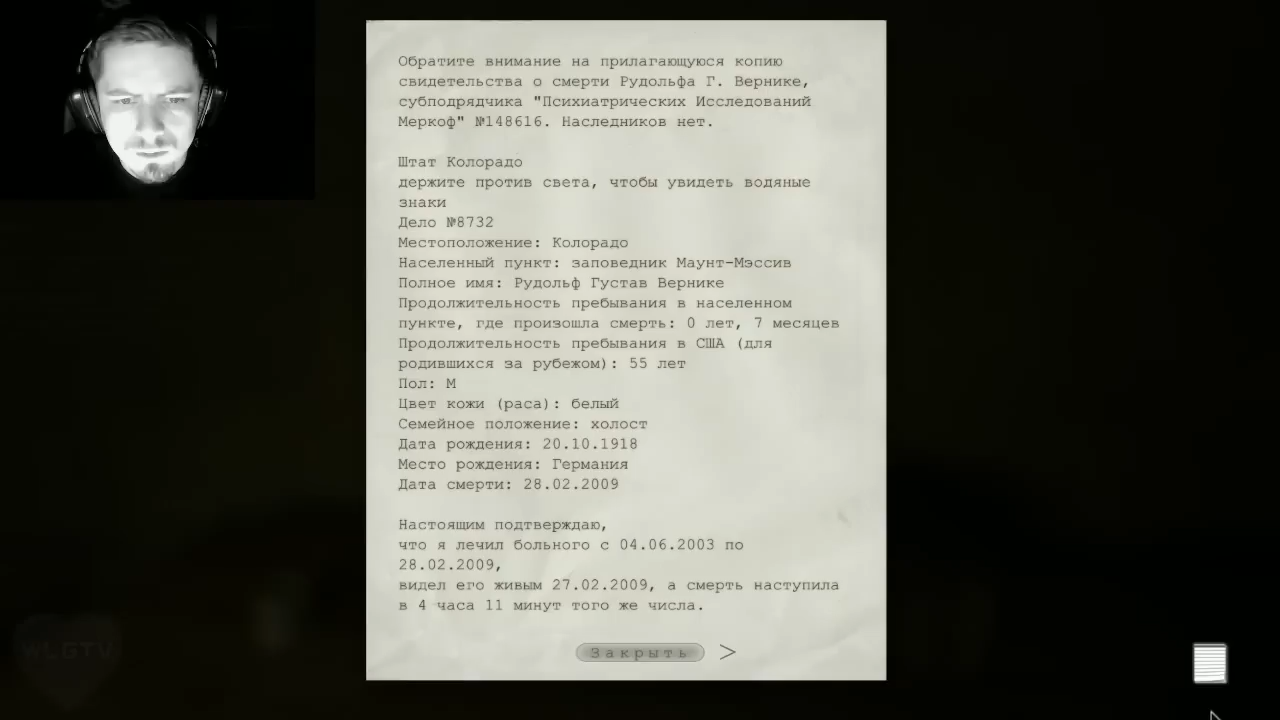 Обратите внимание на прилагающуюся копию
свидетельства о смерти Рудольфа Г. Вернике,
субподрядчика "Психиатрических Исследований
Меркоф" №148616. Наследников нет.
Штат Колорадо
держите против света, чтобы увидеть водяные
знаки
Дело №8732
Местоположение: Колорадо
Населенный пункт: заповедник Маунт-Мэссив
Полное имя: Рудольф Густав Вернике
Продолжительность пребывания в населенном
пункте, где произошла смерть: 0 лет, 7 месяцев
Продолжительность пребывания в США (для
родившихся за рубежом): 55 лет
Пол: М
Цвет кожи (раса): белый
Семейное положение: холост
Дата рождения: 20.10.1918
Место рождения: Германия
Дата смерти: 28.02.2009
Настоящим подтверждаю,
что я лечил больного с 04.06.2003 по
28.02.2009,
видел его живым 27.02.2009, а смерть наступила
в 4 часа 11 минут того же числа.
Закрыть >
WLGTV